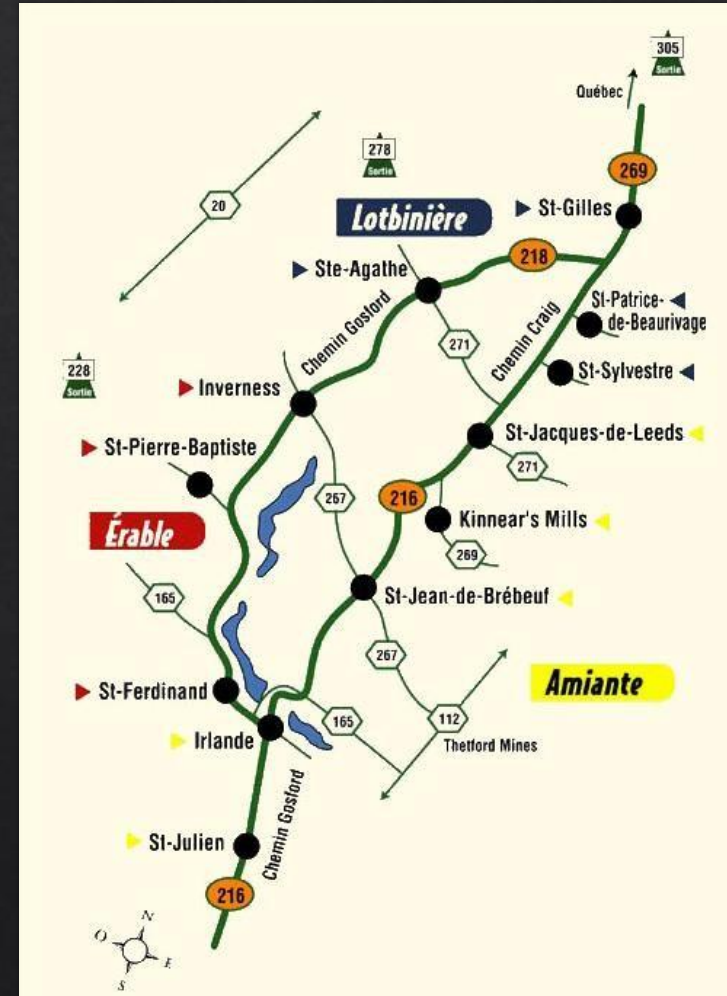 305
Sortie
Québec
269
278
Sortie
20
Lotbinière
St-Gilles
218
Ste-Agathe
Chemin Gosford
St-Patrice-
de-Beaurivage
271
Chemin Craig
228
Sortie
St-Sylvestre
Inverness
St-Jacques-de-Leeds
St-Pierre-Baptiste
271
267
216
Kinnear's Mills
Érable
269
165
St-Jean-de-Brébeuf
267
Amiante
St-Ferdinand
165
112
Irlande
Thetford Mines
Chemin Gosford
St-Julien
216
N
O
E
S